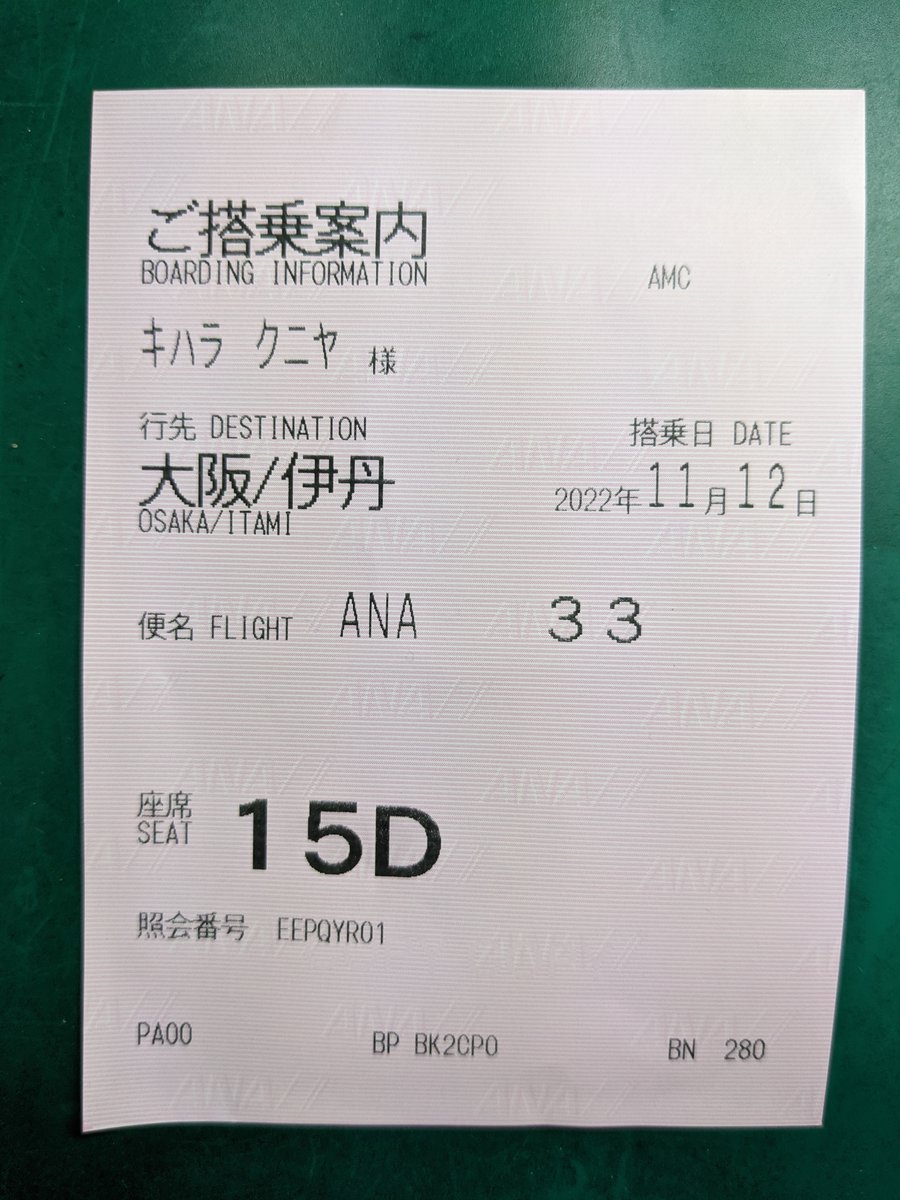 ご搭乗案内
BOARDING INFORMATION
AMC
キハラ クニヤ 様
行先 DESTINATION
搭乗日 DATE
大阪/伊丹
2022年11月12日
OSAKA/ITAMI
便名 FLIGHT ANA 33
座席
SEAT
15D
照会番号 EEPQYR01
PA00 BP BK2CP0 BN 280